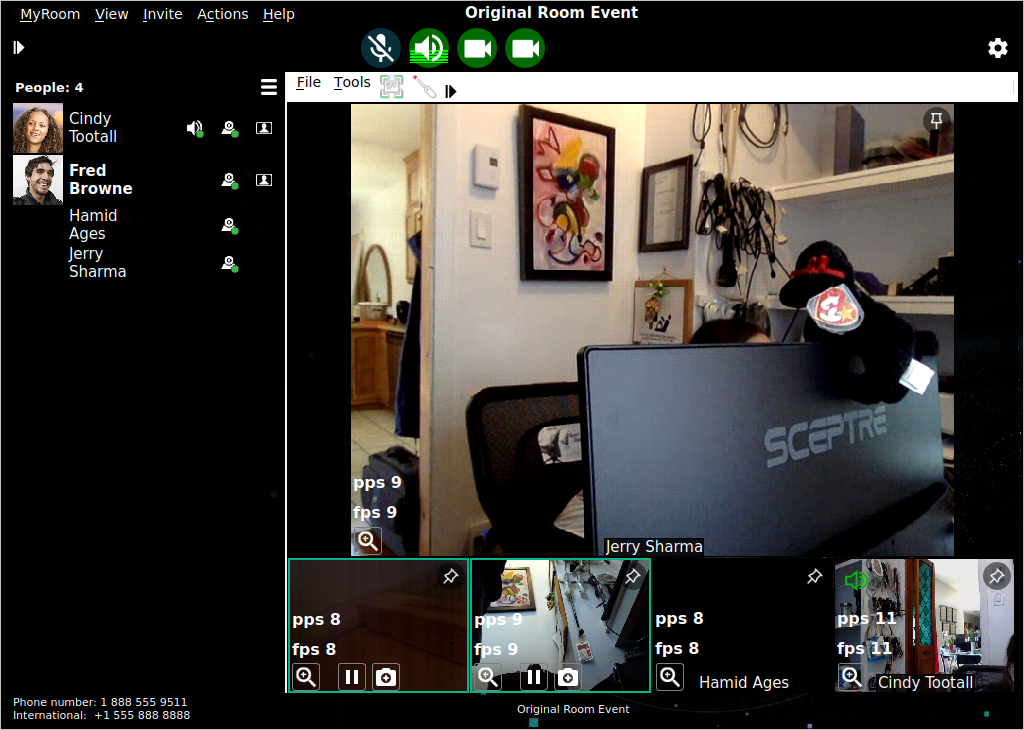 MyRoom View Invite Actions Help
Original Room Event
People: 4
File Tools
Cindy
Tootall
Fred
Browne
Hamid
Ages
Jerry
Sharma
SCEPTRE
pps 9
fps 9
Jerry Sharma
pps 8
fps 8
pps 9
fps 9
pps 8
fps 8
Hamid Ages
pps 11
fps 11
Cindy Tootall
Phone number: 1 888 555 9511
International: +1 555 888 8888
Original Room Event